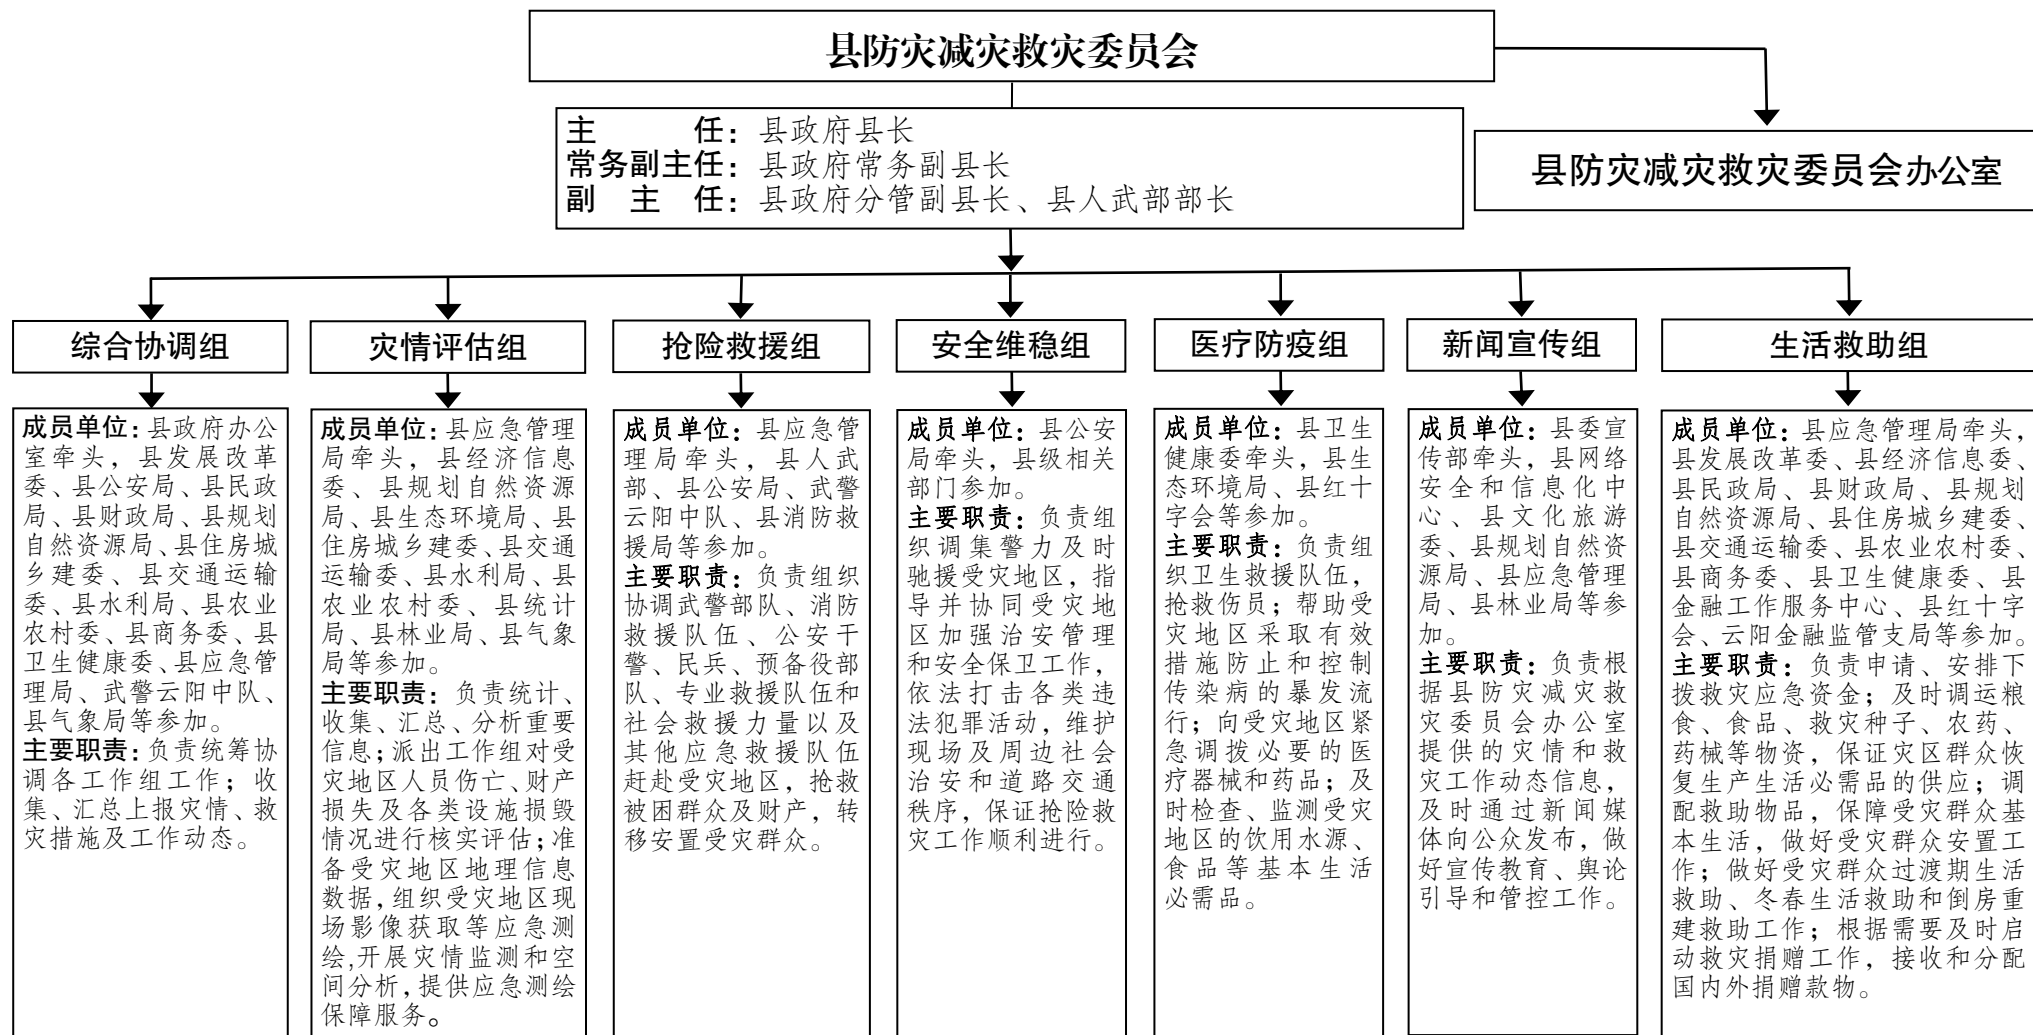 县防灾减灾救灾委员会
主　　　任：县政府县长
常务副主任：县政府常务副县长
副　主　任：县政府分管副县长、县人武部部长
县防灾减灾救灾委员会办公室
综合协调组
灾情评估组
抢险救援组
安全维稳组
医疗防疫组
新闻宣传组
生活救助组
成员单位：县政府办公
室牵头，县发展改革
委、县公安局、县民政
局、县财政局、县规划
自然资源局、县住房城
乡建委、县交通运输
委、县水利局、县农业
农村委、县商务委、县
卫生健康委、县应急管
理局、武警云阳中队、
县气象局等参加。
主要职责：负责统筹协
调各工作组工作；收
集、汇总上报灾情、救
灾措施及工作动态。
成员单位：县应急管理
局牵头，县经济信息
委、县规划自然资源
局、县生态环境局、县
住房城乡建委、县交通
运输委、县水利局、县
农业农村委、县统计
局、县林业局、县气象
局等参加。
主要职责：负责统计、
收集、汇总、分析重要
信息；派出工作组对受
灾地区人员伤亡、财产
损失及各类设施损毁
情况进行核实评估；准
备受灾地区地理信息
数据，组织受灾地区现
场影像获取等应急测
绘,开展灾情监测和空
间分析，提供应急测绘
保障服务。
成员单位：县应急管
理局牵头，县人武
部、县公安局、武警
云阳中队、县消防救
援局等参加。
主要职责：负责组织
协调武警部队、消防
救援队伍、公安干
警、民兵、预备役部
队、专业救援队伍和
社会救援力量以及
其他应急救援队伍
赶赴受灾地区，抢救
被困群众及财产，转
移安置受灾群众。
成员单位：县公安
局牵头，县级相关
部门参加。
主要职责：负责组
织调集警力及时
驰援受灾地区，指
导并协同受灾地
区加强治安管理
和安全保卫工作，
依法打击各类违
法犯罪活动，维护
现场及周边社会
治安和道路交通
秩序，保证抢险救
灾工作顺利进行。
成员单位：县卫生
健康委牵头，县生
态环境局、县红十
字会等参加。
主要职责：负责组
织卫生救援队伍，
抢救伤员；帮助受
灾地区采取有效
措施防止和控制
传染病的暴发流
行；向受灾地区紧
急调拨必要的医
疗器械和药品；及
时检查、监测受灾
地区的饮用水源、
食品等基本生活
必需品。
成员单位：县委宣
传部牵头，县网络
安全和信息化中
心、县文化旅游
委、县规划自然资
源局、县应急管理
局、县林业局等参
加。
主要职责：负责根
据县防灾减灾救
灾委员会办公室
提供的灾情和救
灾工作动态信息，
及时通过新闻媒
体向公众发布，做
好宣传教育、舆论
引导和管控工作。
成员单位：县应急管理局牵头，
县发展改革委、县经济信息委、
县民政局、县财政局、县规划
自然资源局、县住房城乡建委、
县交通运输委、县农业农村委、
县商务委、县卫生健康委、县
金融工作服务中心、县红十字
会、云阳金融监管支局等参加。
主要职责：负责申请、安排下
拨救灾应急资金；及时调运粮
食、食品、救灾种子、农药、
药械等物资，保证灾区群众恢
复生产生活必需品的供应；调
配救助物品，保障受灾群众基
本生活，做好受灾群众安置工
作；做好受灾群众过渡期生活
救助、冬春生活救助和倒房重
建救助工作；根据需要及时启
动救灾捐赠工作，接收和分配
国内外捐赠款物。